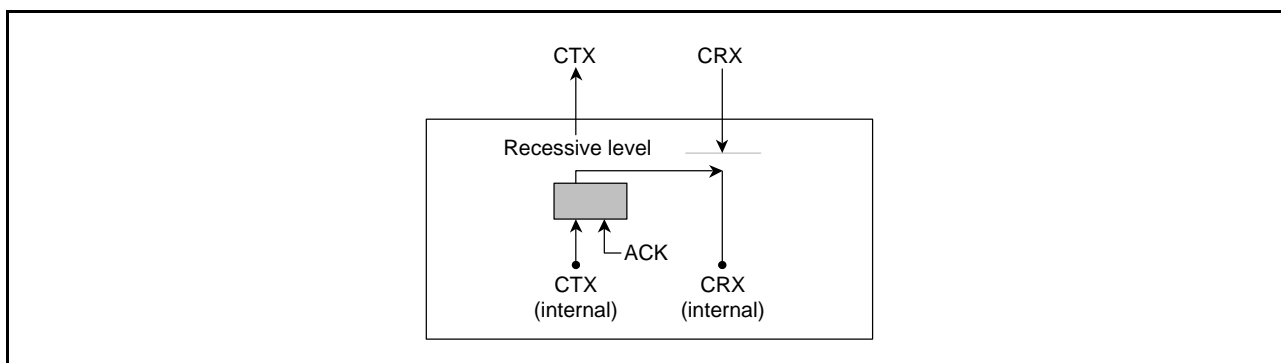 CTX
CRX
Recessive level
ACK
CTX
(internal)
CRX
(internal)